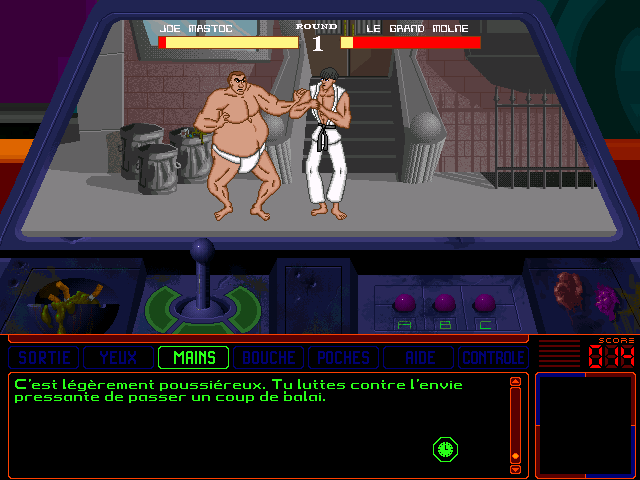 JOE MASTOC
ROUND
LE GRAND MOLNE
1
A B C
SORTIE YEUX MAINS BOUCHE POCHES AIDE CONTROLE
SCORE
014
C'est légèrement poussiéreux. Tu luttes contre l'envie
pressante de passer un coup de balai.